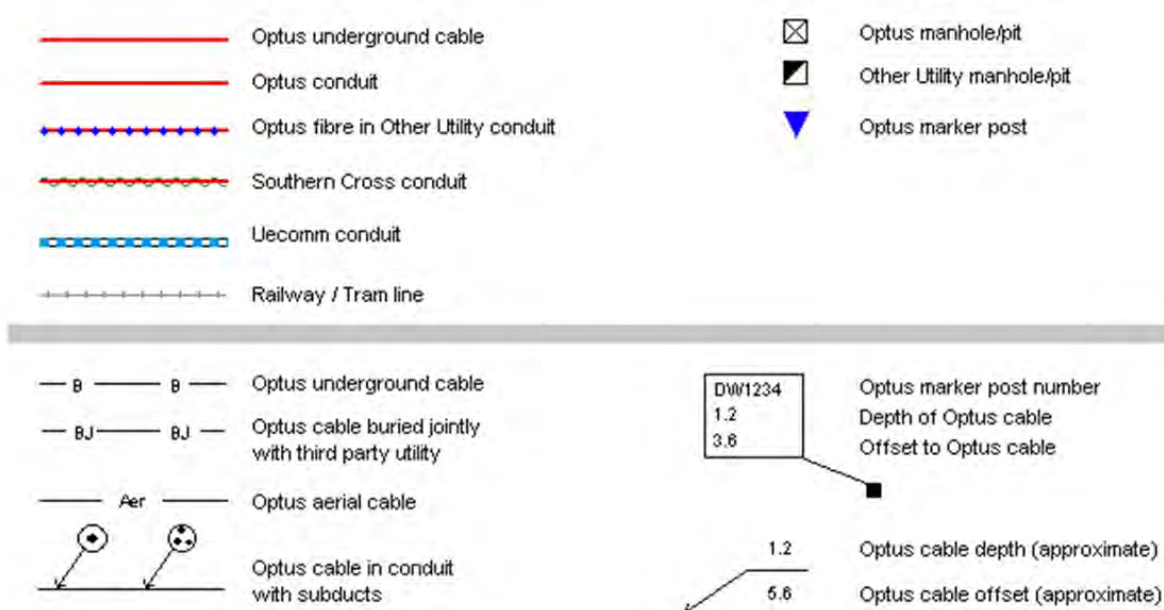 Optus underground cable
Optus conduit
Optus fibre in Other Utility conduit
Southern Cross conduit
Uecomm conduit
Railway / Tram line
Optus manhole/pit
Other Utility manhole/pit
Optus marker post
B B Optus underground cable
BJ BJ Optus cable buried jointly
with third party utility
Aer Optus aerial cable
Optus cable in conduit
with subducts
DW1234 Optus marker post number
1.2 Depth of Optus cable
3.6 Offset to Optus cable
1.2 Optus cable depth (approximate)
5.6 Optus cable offset (approximate)